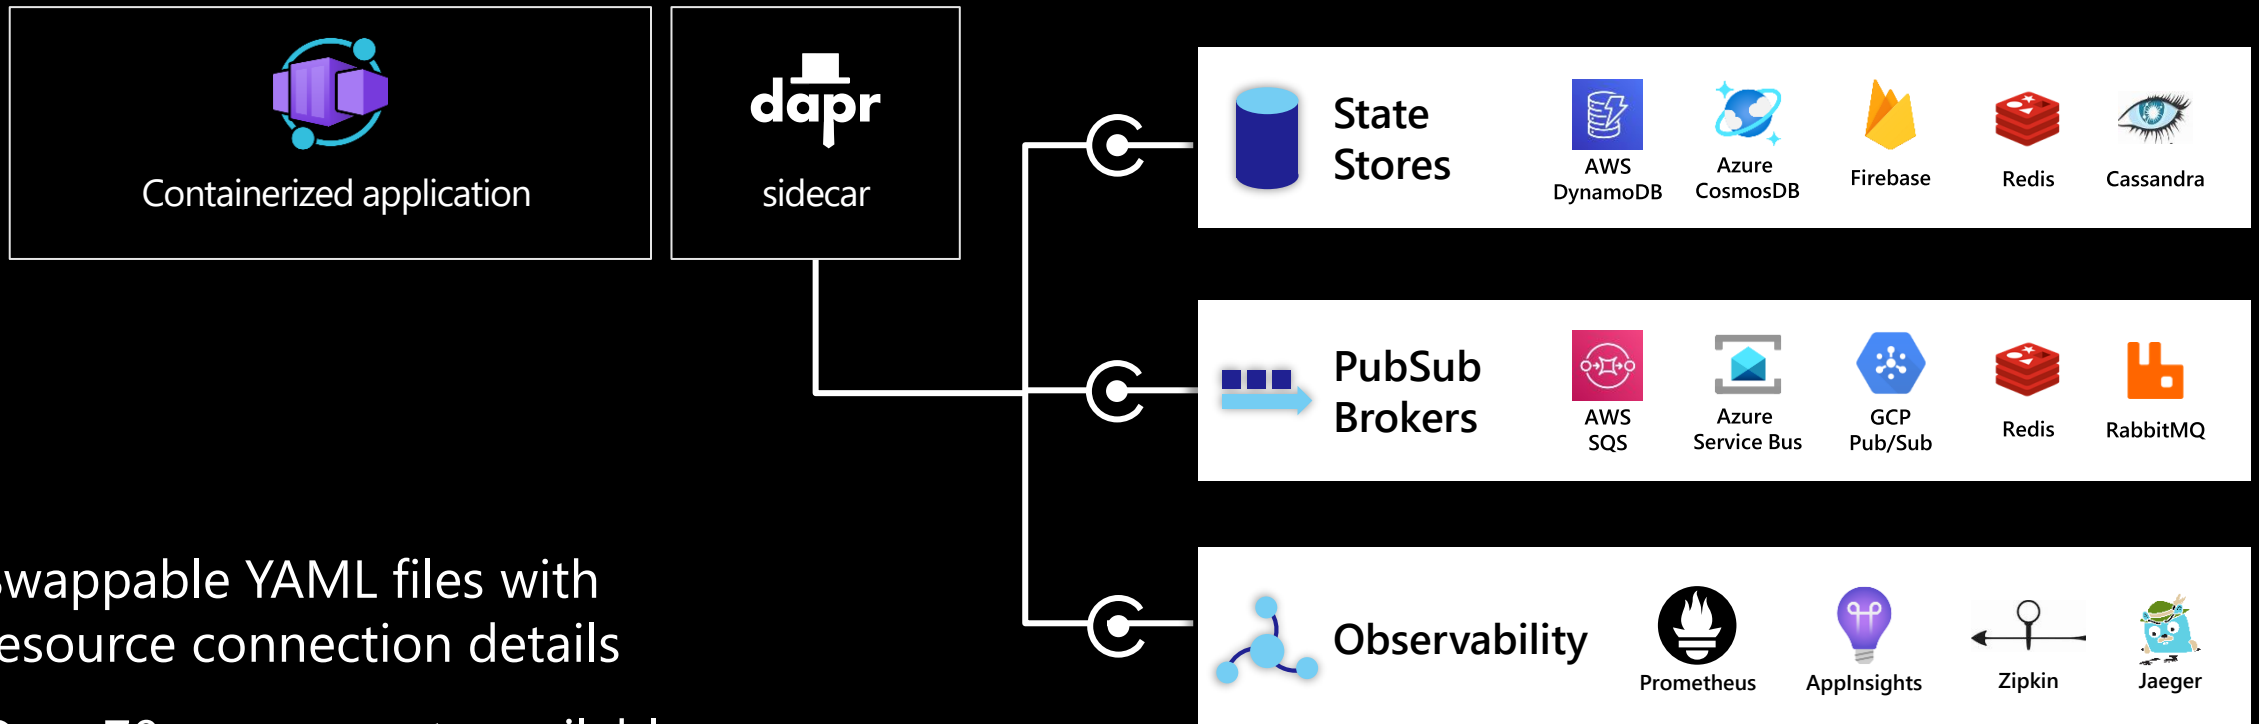 Containerized application
dapr
sidecar
State
Stores
AWS
DynamoDB
Azure
CosmosDB
Firebase
Redis
Cassandra
PubSub
Brokers
AWS
SQS
Azure
Service Bus
GCP
Pub/Sub
Redis
RabbitMQ
Observability
Prometheus
AppInsights
Zipkin
Jaeger
wappable YAML files with
esource connection details